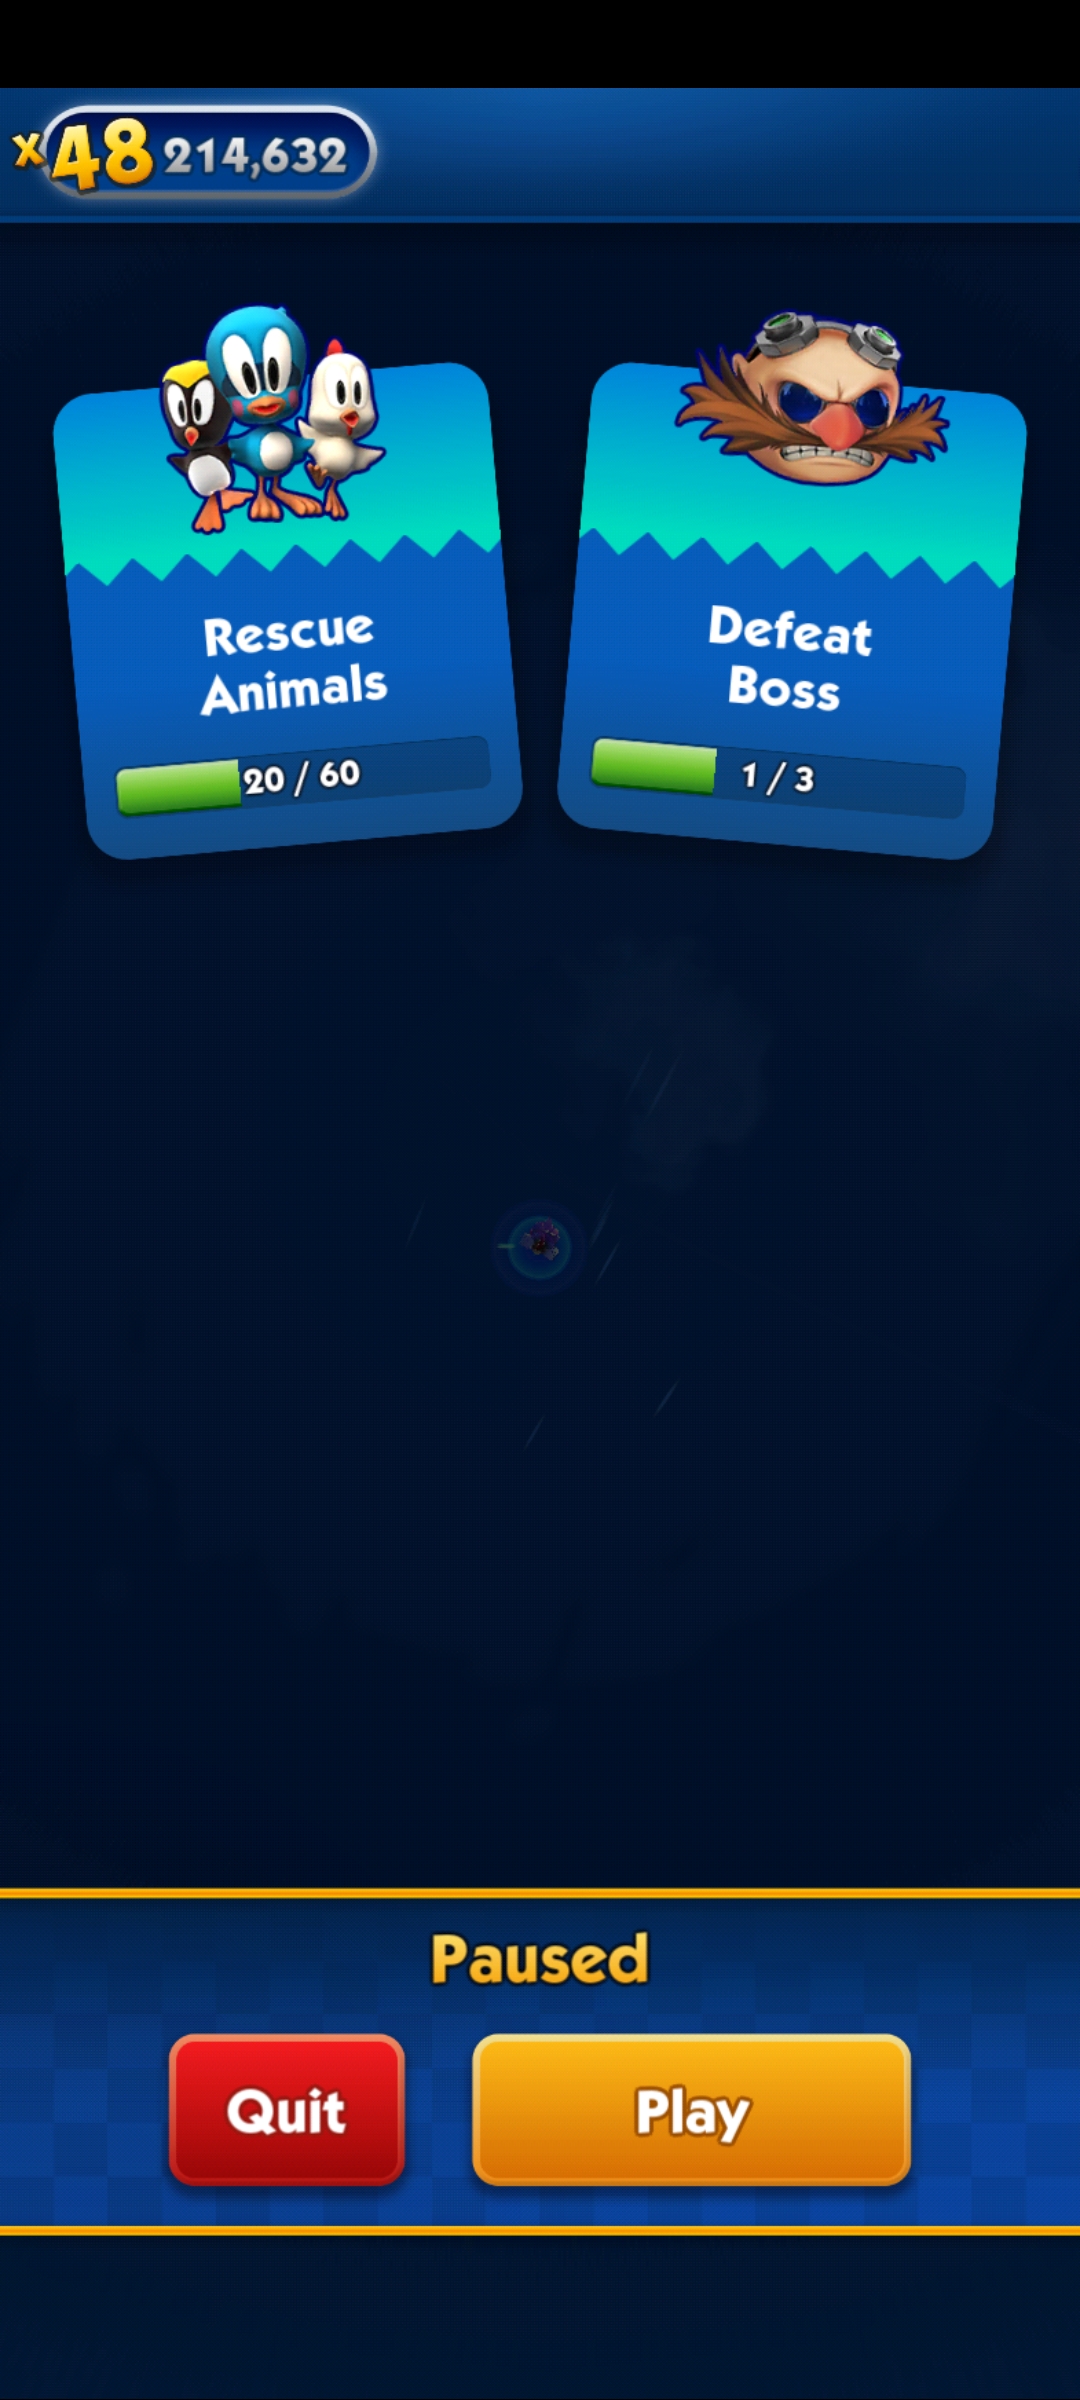 x48 214,632
Rescue
Animals
20 / 60
Defeat
Boss
1 / 3
Paused
Quit
Play